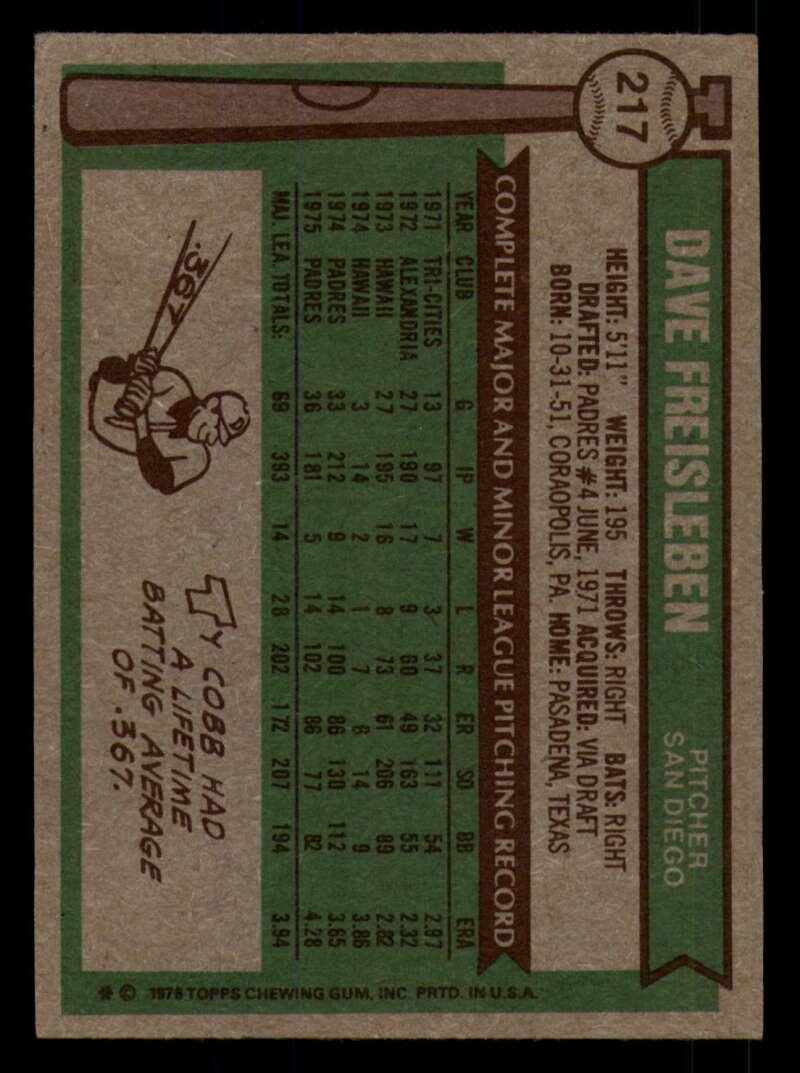 217
DAVE FREISLEBEN
PITCHER
SAN DIEGO
HEIGHT: 5'11" WEIGHT: 195 THROWS: RIGHT BATS: RIGHT
DRAFTED: PADRES #4 JUNE, 1971 ACQUIRED: VIA DRAFT
BORN: 10-31-51, CORAOPOLIS, PA. HOME: PASADENA, TEXAS
COMPLETE MAJOR AND MINOR LEAGUE PITCHING RECORD
YEAR CLUB G IP W L R ER SO BB ERA
1971 TRI-CITIES 13 97 7 3 37 32 111 54 2.97
1972 ALEXANDRIA 27 190 17 9 60 49 163 55 2.32
1973 HAWAII 27 195 16 8 73 61 206 89 2.82
1974 HAWAII 3 14 2 1 7 6 14 9 3.86
1974 PADRES 33 212 9 14 100 86 130 112 3.65
1975 PADRES 36 181 5 14 102 86 77 82 4.28
MAJ. LEA. TOTALS: 69 393 14 28 202 172 207 194 3.94
.367
TY COBB HAD
A LIFETIME
BATTING AVERAGE
OF .367.
* © 1976 TOPPS CHEWING GUM, INC. PRTD. IN U.S.A.